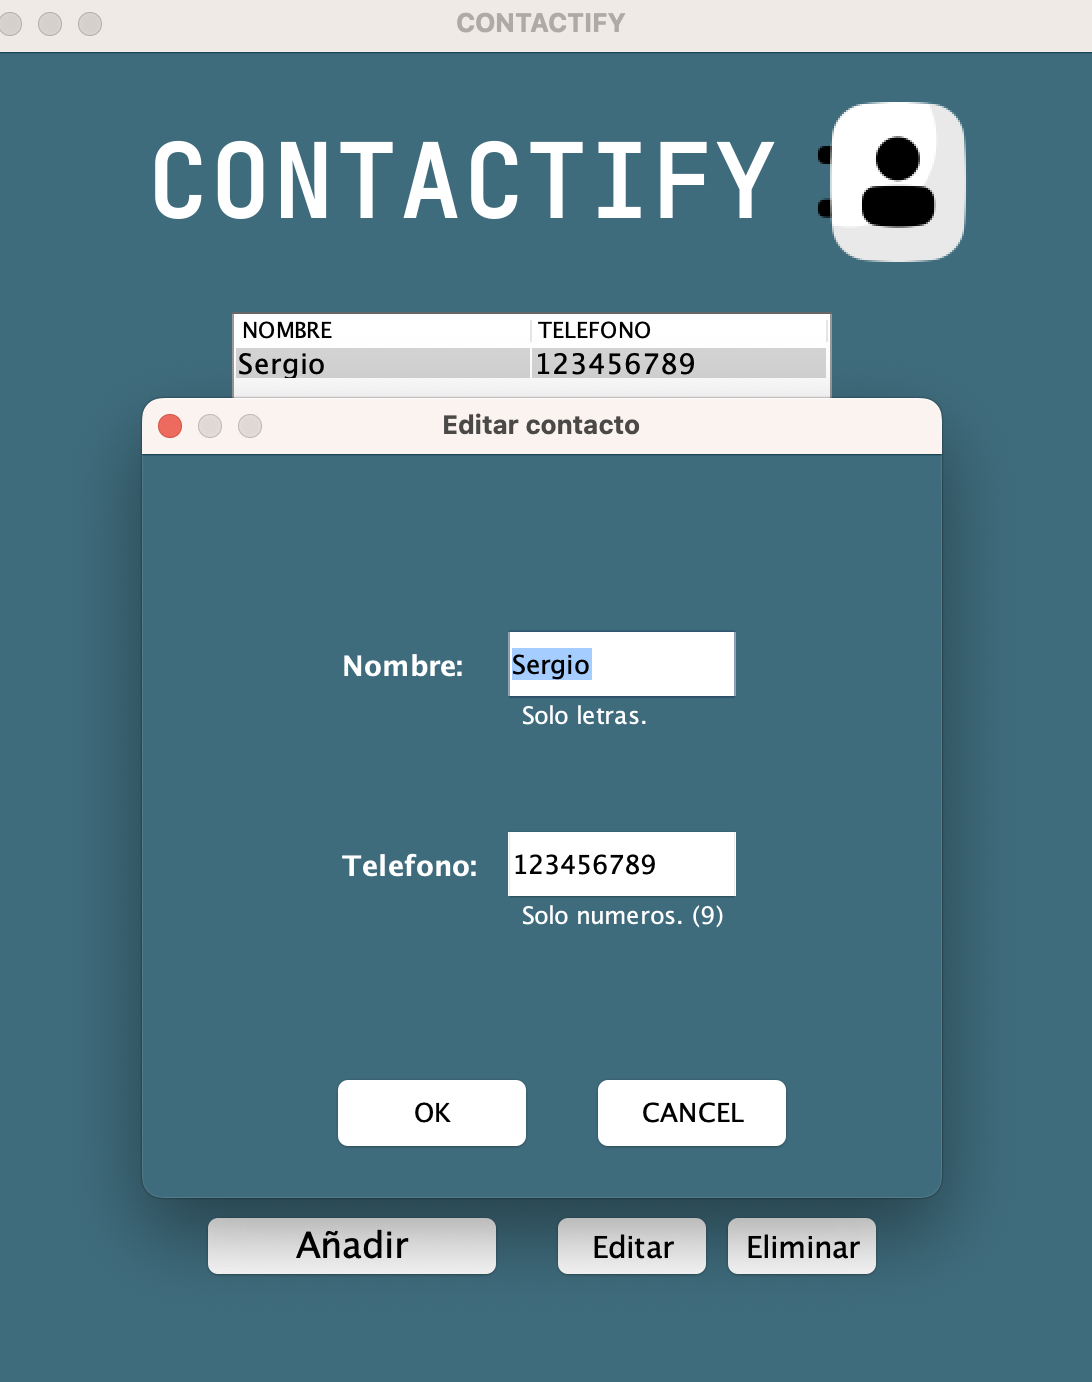 CONTACTIFY
CONTACTIFY
NOMBRE TELEFONO
Sergio 123456789
Editar contacto
Nombre: Sergio
Solo letras.
Telefono: 123456789
Solo numeros. (9)
OK CANCEL
Añadir Editar Eliminar